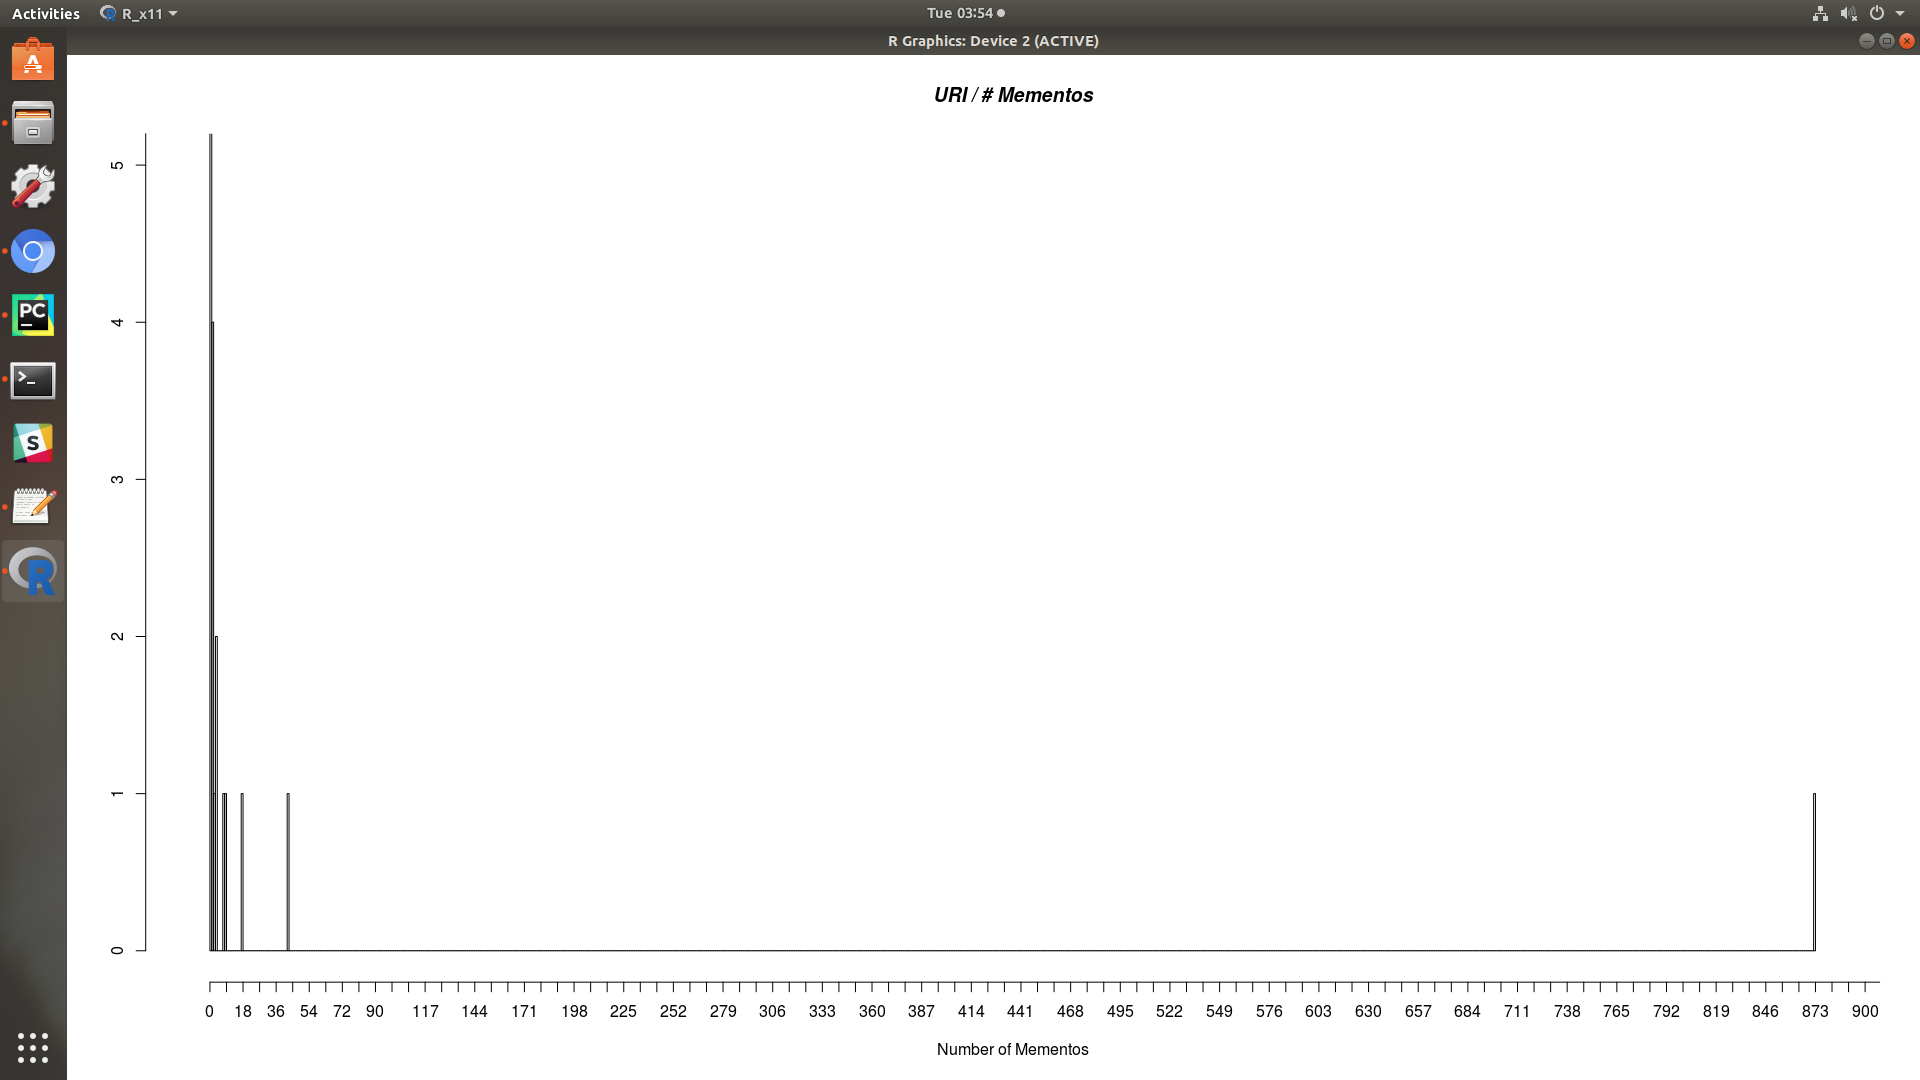 Activities R_x11 Tue 03:54
R Graphics: Device 2 (ACTIVE)
A
PC
>_
S
R
URI / # Mementos
5
4
3
2
1
0
0 18 36 54 72 90 117 144 171 198 225 252 279 306 333 360 387 414 441 468 495 522 549 576 603 630 657 684 711 738 765 792 819 846 873 900
Number of Mementos